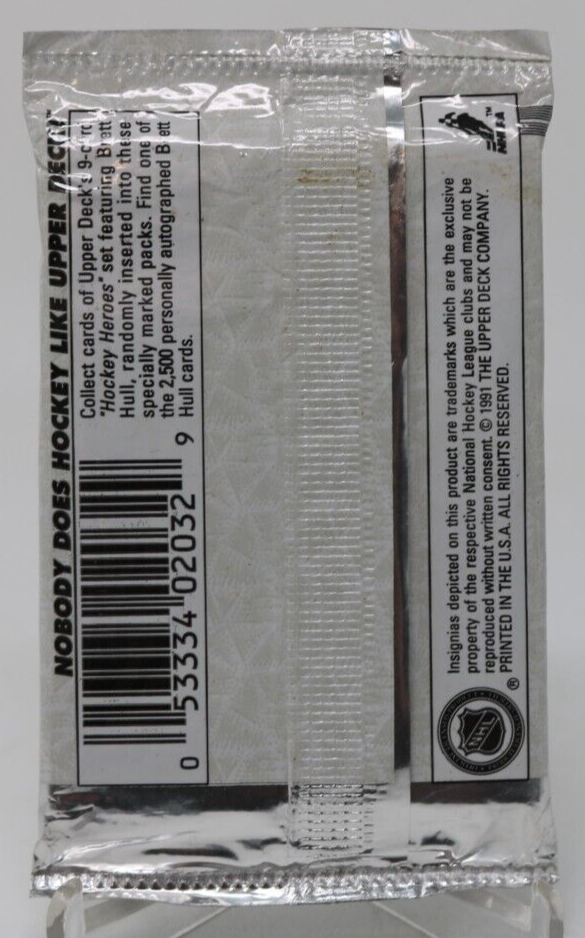 NOBODY DOES HOCKEY LIKE UPPER DECK!™
Collect cards of Upper Deck's 9-card
"Hockey Heroes" set featuring Brett
Hull, randomly inserted into these
specially marked packs. Find one of
the 2,500 personally autographed Brett
Hull cards.
0 53334 02032 9
Insignias depicted on this product are trademarks which are the exclusive
property of the respective National Hockey League clubs and may not be
reproduced without written consent. © 1991 THE UPPER DECK COMPANY.
PRINTED IN THE U.S.A. ALL RIGHTS RESERVED.
NHL
®
NHLPA™